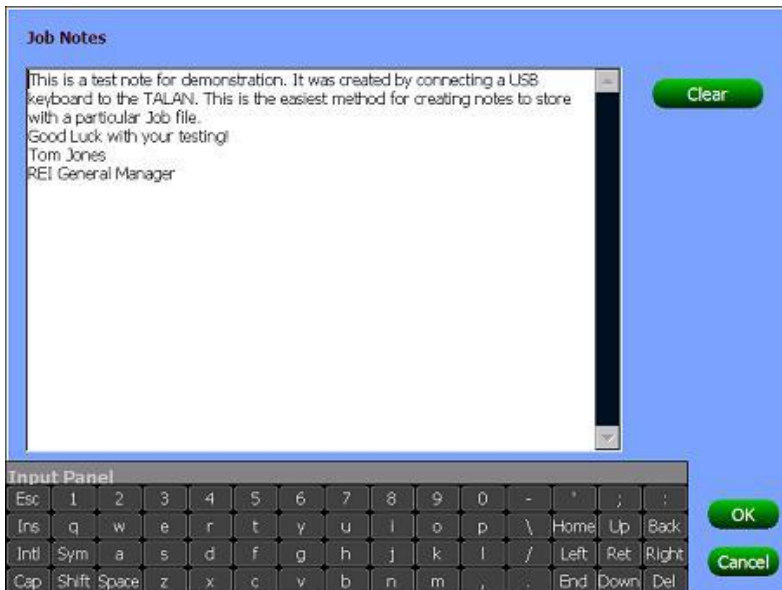 Job Notes
This is a test note for demonstration. It was created by connecting a USB
keyboard to the TALAN. This is the easiest method for creating notes to store
with a particular Job file.
Good Luck with your testing!
Tom Jones
REI General Manager
Clear
Input Panel
Esc 1 2 3 4 5 6 7 8 9 0 - ' ; :
Ins q w e r t y u i o p \ Home Up Back
Intl Sym a s d f g h j k l / Left Ret Right
Cap Shift Space z x c v b n m , . End Down Del
OK
Cancel